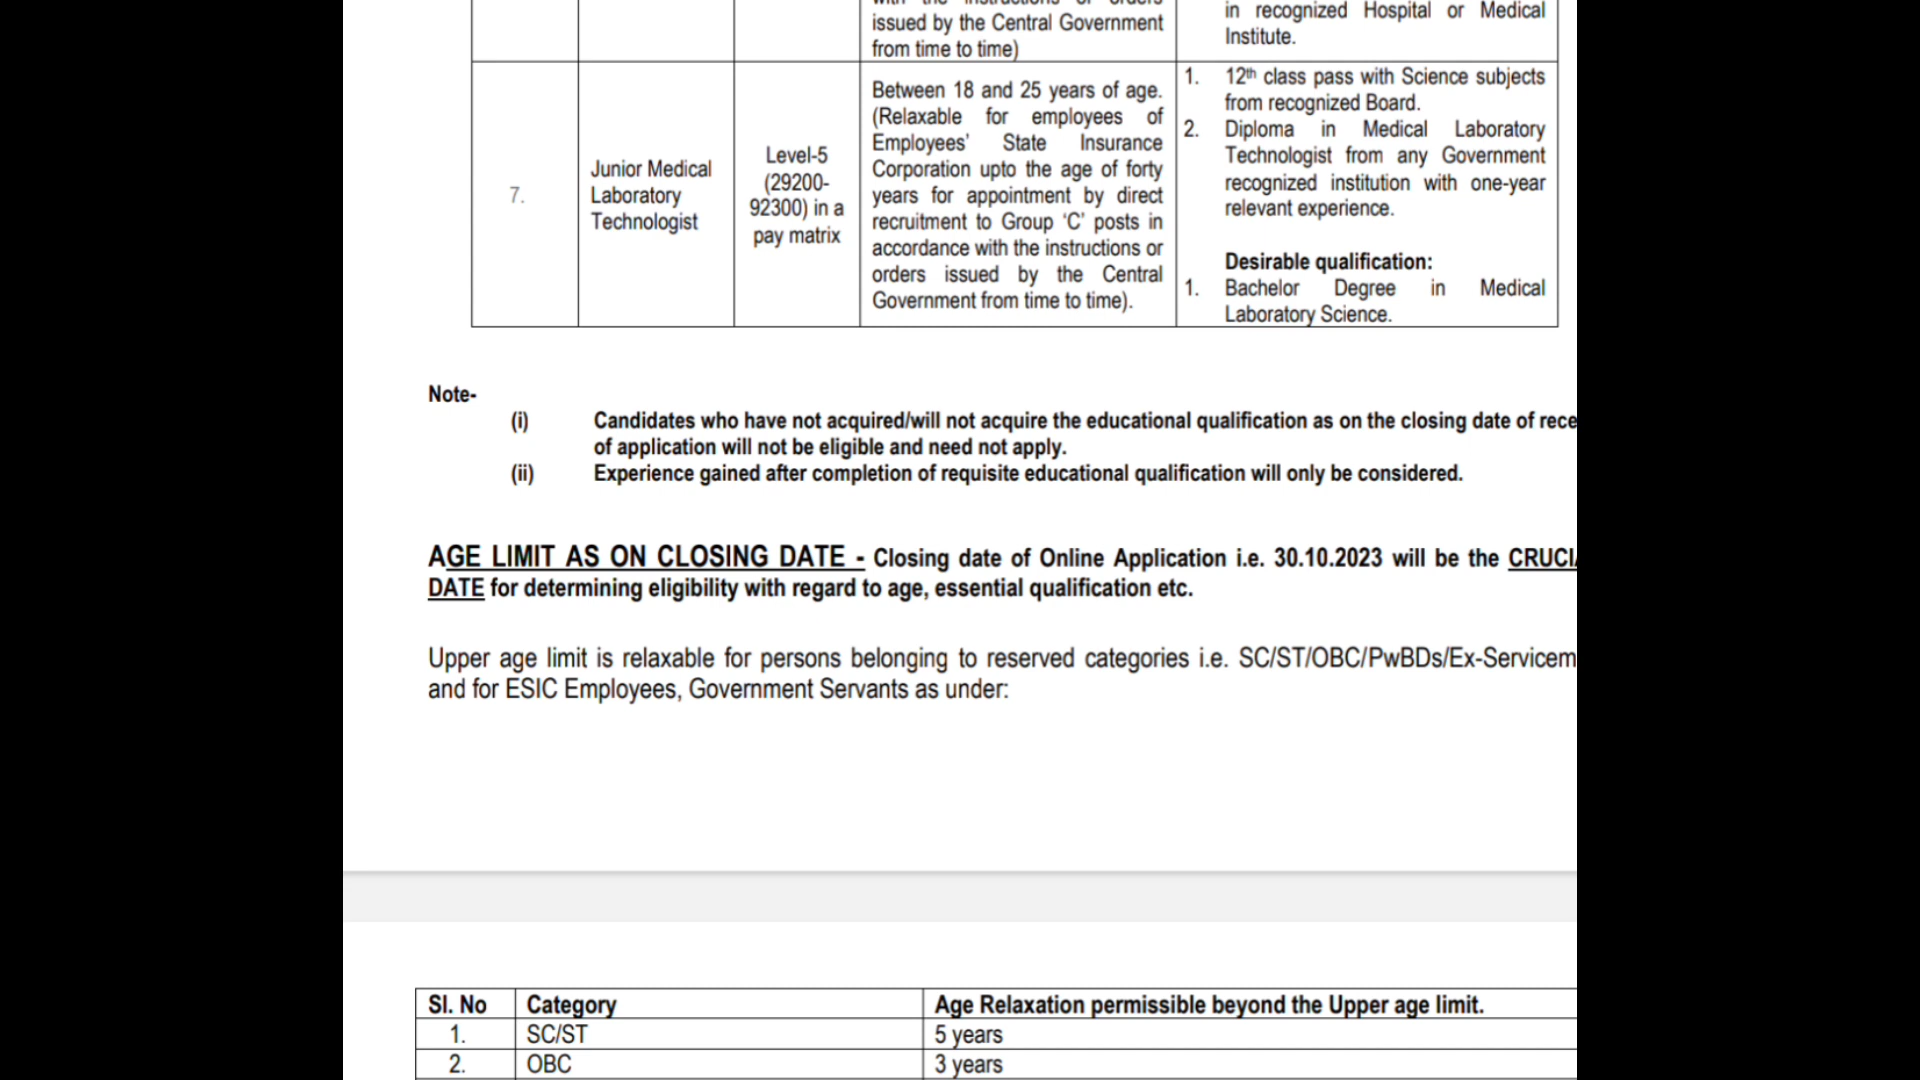 issued by the Central Government
from time to time)
in recognized Hospital or Medical
Institute.
7.
Junior Medical
Laboratory
Technologist
Level-5
(29200-
92300) in a
pay matrix
Between 18 and 25 years of age.
(Relaxable for employees of
Employees’ State Insurance
Corporation upto the age of forty
years for appointment by direct
recruitment to Group ‘C’ posts in
accordance with the instructions or
orders issued by the Central
Government from time to time).
1. 12th class pass with Science subjects
from recognized Board.
2. Diploma in Medical Laboratory
Technologist from any Government
recognized institution with one-year
relevant experience.
Desirable qualification:
1. Bachelor Degree in Medical
Laboratory Science.
Note-
(i) Candidates who have not acquired/will not acquire the educational qualification as on the closing date of rece
of application will not be eligible and need not apply.
(ii) Experience gained after completion of requisite educational qualification will only be considered.
AGE LIMIT AS ON CLOSING DATE - Closing date of Online Application i.e. 30.10.2023 will be the CRUCI
DATE for determining eligibility with regard to age, essential qualification etc.
Upper age limit is relaxable for persons belonging to reserved categories i.e. SC/ST/OBC/PwBDs/Ex-Servicem
and for ESIC Employees, Government Servants as under:
Sl. No Category Age Relaxation permissible beyond the Upper age limit.
1. SC/ST 5 years
2. OBC 3 years